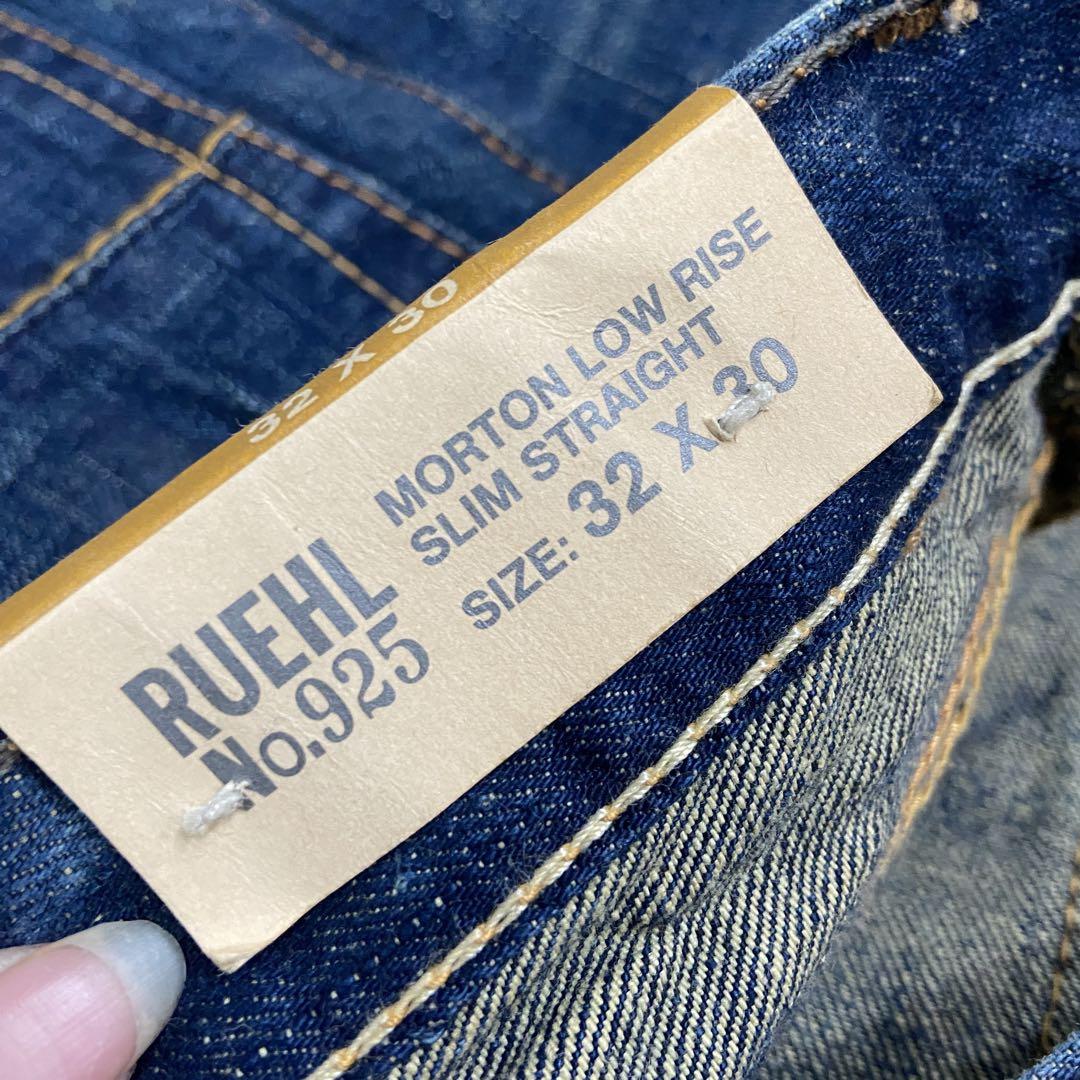 32 X 30
RUEHL
No.925
MORTON LOW RISE
SLIM STRAIGHT
SIZE: 32 X 30